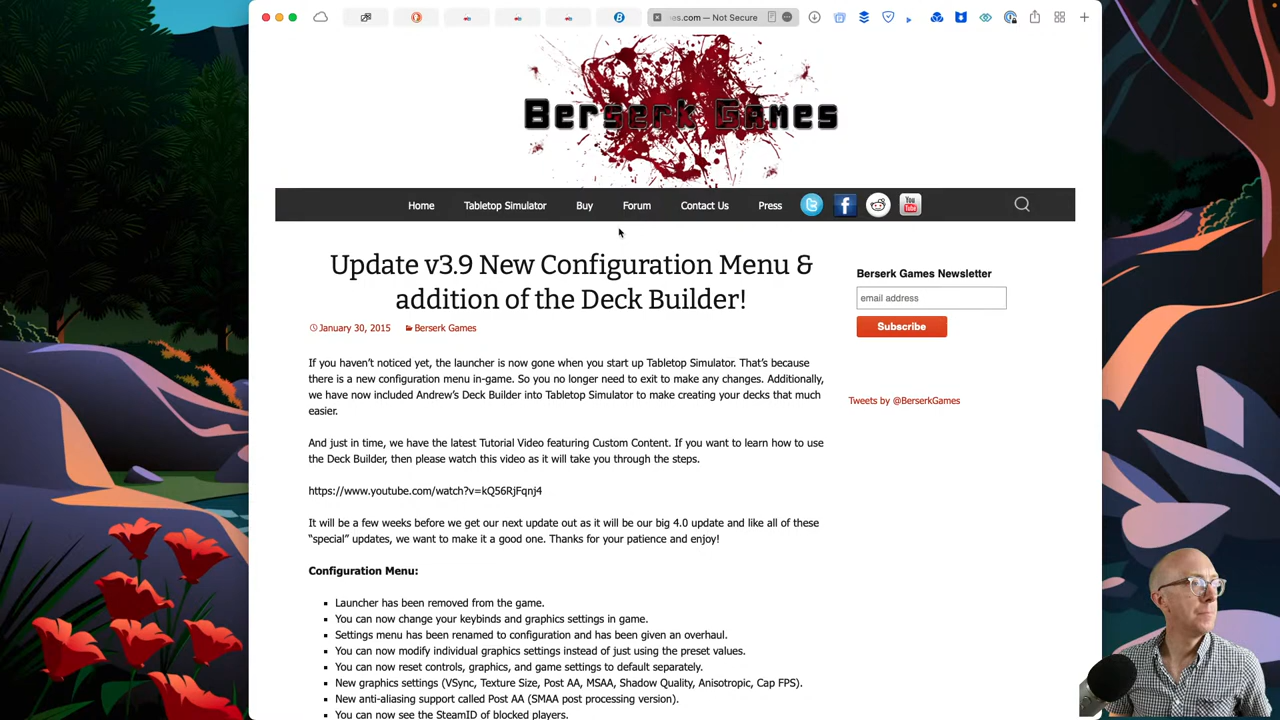 es.com — Not Secure
Berserk Games
Home Tabletop Simulator Buy Forum Contact Us Press You Tube
Update v3.9 New Configuration Menu &
addition of the Deck Builder!
January 30, 2015 Berserk Games
If you haven’t noticed yet, the launcher is now gone when you start up Tabletop Simulator. That’s because
there is a new configuration menu in-game. So you no longer need to exit to make any changes. Additionally,
we have now included Andrew’s Deck Builder into Tabletop Simulator to make creating your decks that much
easier.
And just in time, we have the latest Tutorial Video featuring Custom Content. If you want to learn how to use
the Deck Builder, then please watch this video as it will take you through the steps.
https://www.youtube.com/watch?v=kQ56RjFqnj4
It will be a few weeks before we get our next update out as it will be our big 4.0 update and like all of these
“special” updates, we want to make it a good one. Thanks for your patience and enjoy!
Configuration Menu:
Launcher has been removed from the game.
You can now change your keybinds and graphics settings in game.
Settings menu has been renamed to configuration and has been given an overhaul.
You can now modify individual graphics settings instead of just using the preset values.
You can now reset controls, graphics, and game settings to default separately.
New graphics settings (VSync, Texture Size, Post AA, MSAA, Shadow Quality, Anisotropic, Cap FPS).
New anti-aliasing support called Post AA (SMAA post processing version).
You can now see the SteamID of blocked players.
Berserk Games Newsletter
email address
Subscribe
Tweets by @BerserkGames